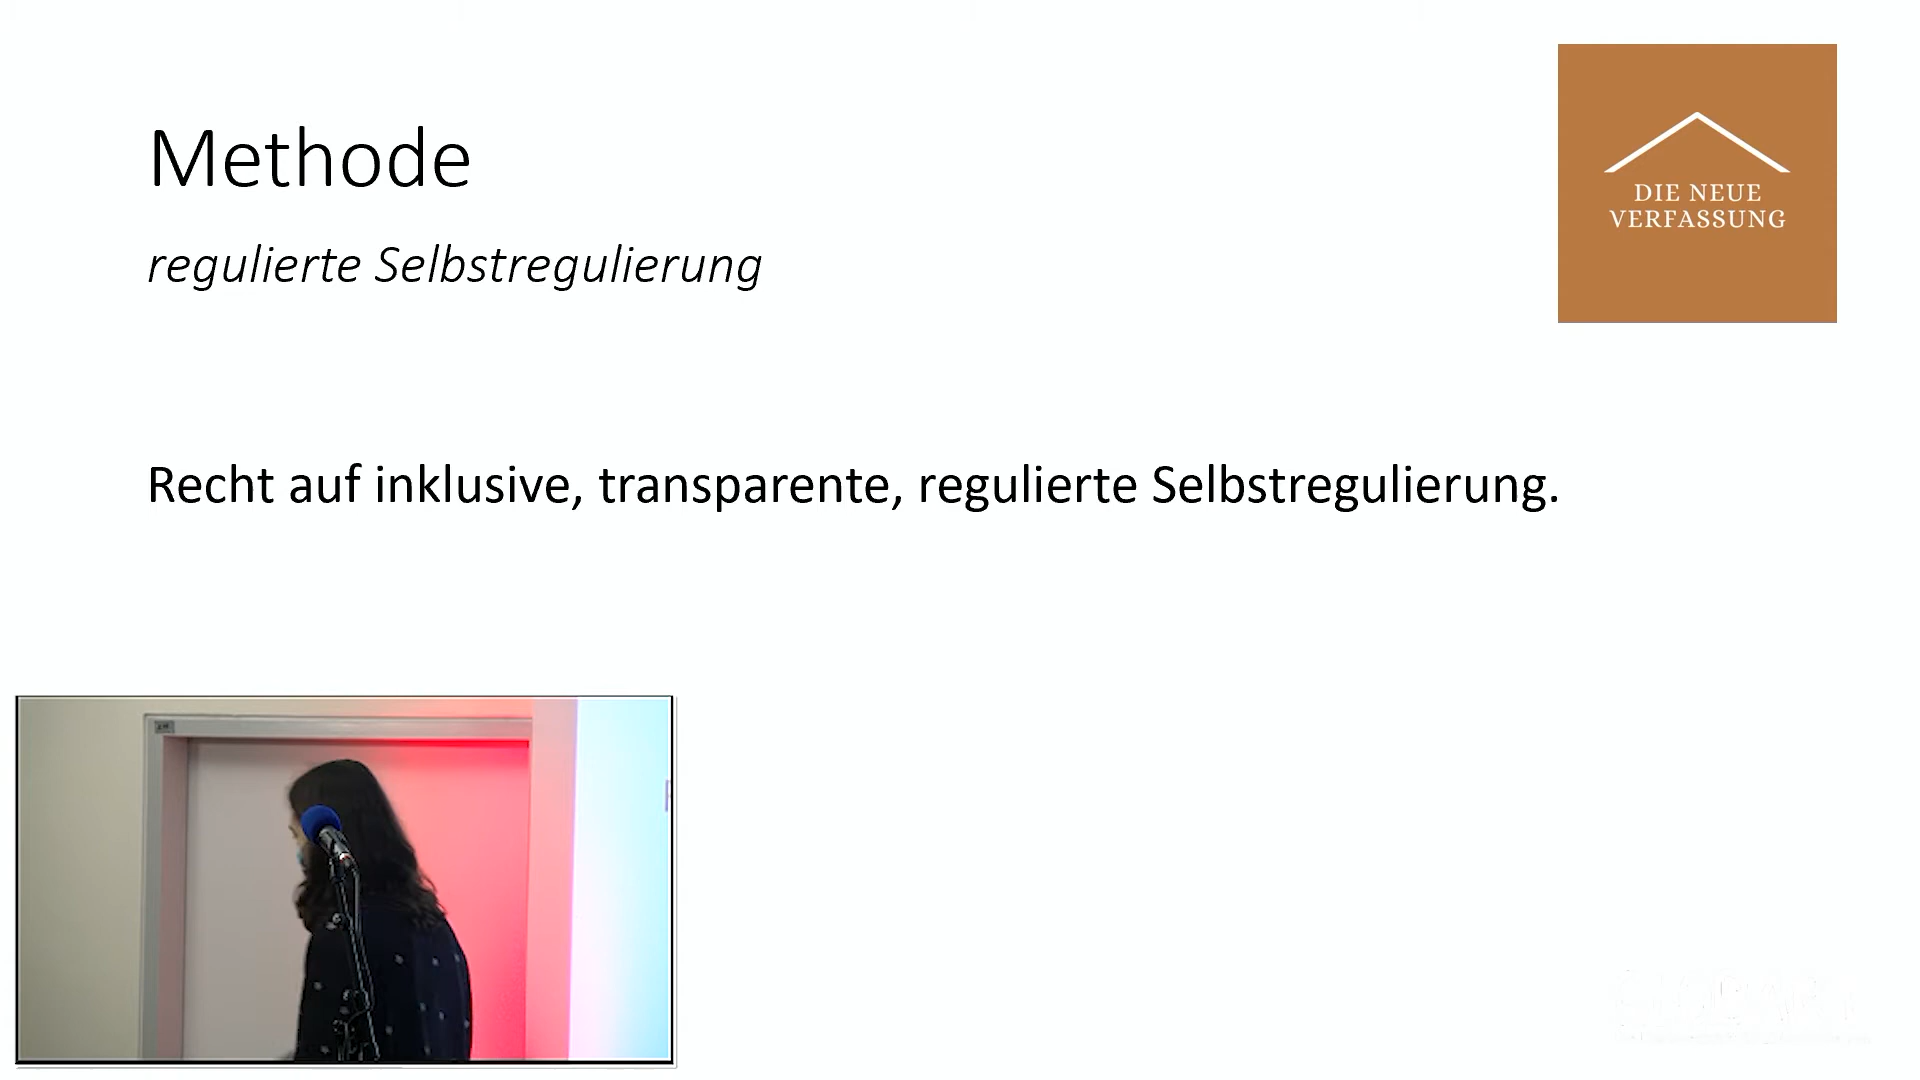 Methode
regulierte Selbstregulierung
DIE NEUE
VERFASSUNG
Recht auf inklusive, transparente, regulierte Selbstregulierung.